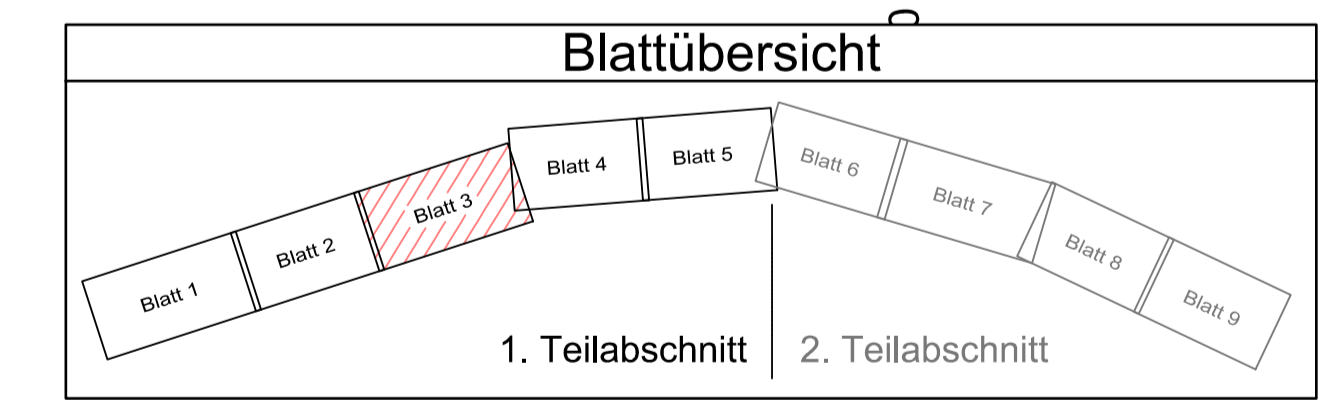 Blattübersicht
Blatt 1
Blatt 2
Blatt 3
Blatt 4
Blatt 5
Blatt 6
Blatt 7
Blatt 8
Blatt 9
1. Teilabschnitt
2. Teilabschnitt